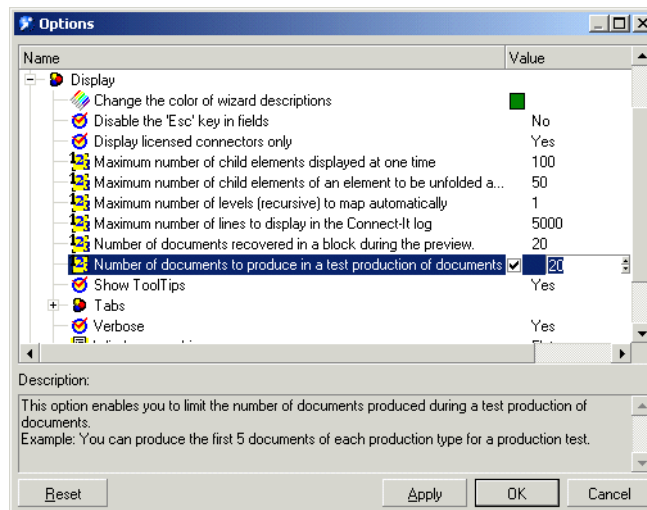 Options
Name Value
Display
Change the color of wizard descriptions
Disable the 'Esc' key in fields No
Display licensed connectors only Yes
Maximum number of child elements displayed at one time 100
Maximum number of child elements of an element to be unfolded a... 50
Maximum number of levels (recursive) to map automatically 1
Maximum number of lines to display in the Connect-It log 5000
Number of documents recovered in a block during the preview. 20
Number of documents to produce in a test production of documents 20
Show ToolTips Yes
Tabs
Verbose Yes
Description:
This option enables you to limit the number of documents produced during a test production of
documents.
Example: You can produce the first 5 documents of each production type for a production test.
Reset Apply OK Cancel